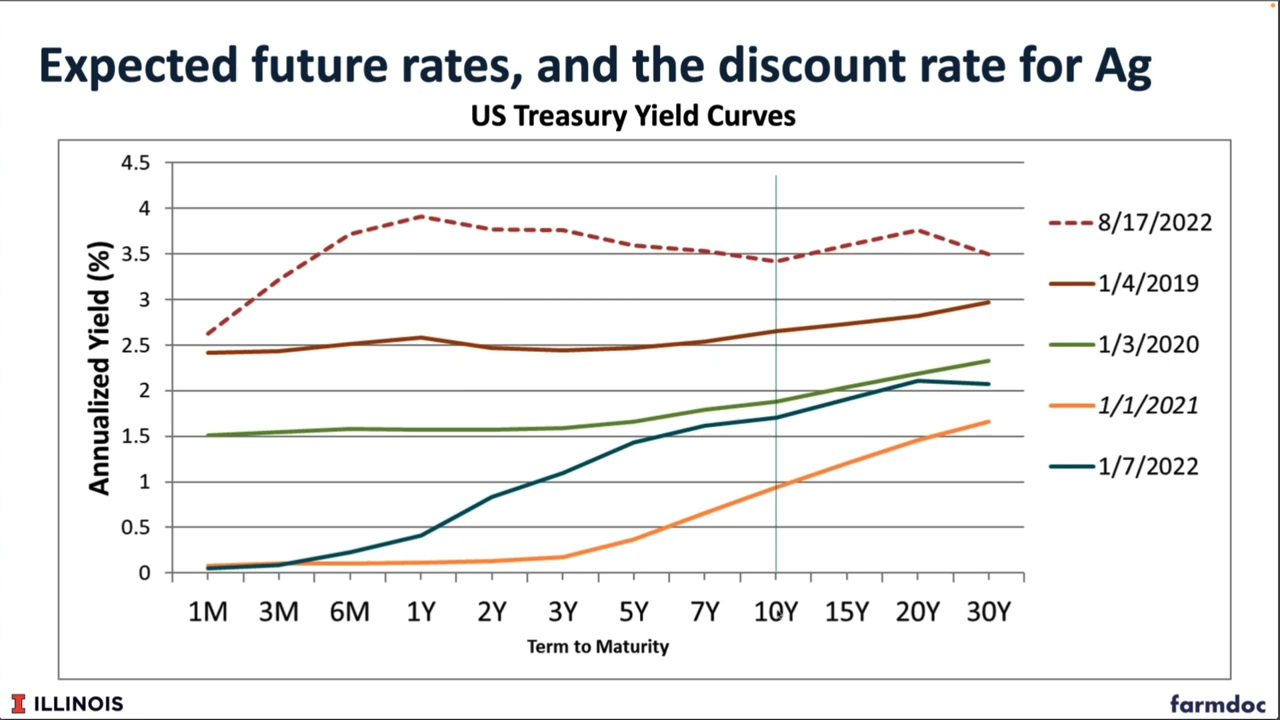 Expected future rates, and the discount rate for Ag
US Treasury Yield Curves
Annualized Yield (%)
4.5
4
3.5
3
2.5
2
1.5
1
0.5
0
1M 3M 6M 1Y 2Y 3Y 5Y 7Y 10Y 15Y 20Y 30Y
Term to Maturity
8/17/2022
1/4/2019
1/3/2020
1/1/2021
1/7/2022
I ILLINOIS
farmdoc